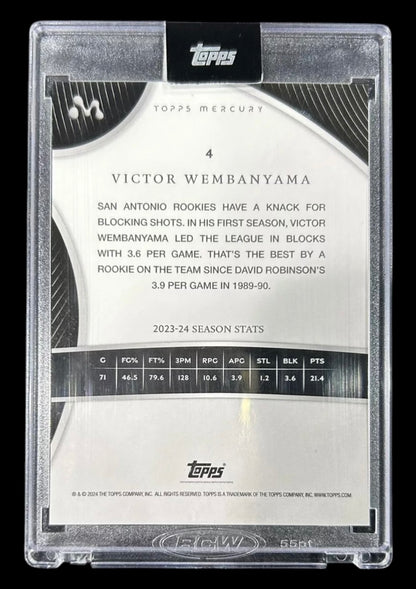 Topps
TOPPS MERCURY
4
VICTOR WEMBANYAMA
SAN ANTONIO ROOKIES HAVE A KNACK FOR
BLOCKING SHOTS. IN HIS FIRST SEASON, VICTOR
WEMBANYAMA LED THE LEAGUE IN BLOCKS
WITH 3.6 PER GAME. THAT'S THE BEST BY A
ROOKIE ON THE TEAM SINCE DAVID ROBINSON'S
3.9 PER GAME IN 1989-90.
2023-24 SEASON STATS
G FG% FT% 3PM RPG APG STL BLK PTS
71 46.5 79.6 128 10.6 3.9 1.2 3.6 21.4
Topps
® & © 2024 THE TOPPS COMPANY, INC. ALL RIGHTS RESERVED. TOPPS IS A TRADEMARK OF THE TOPPS COMPANY, INC. WWW.TOPPS.COM
BCW 55pt